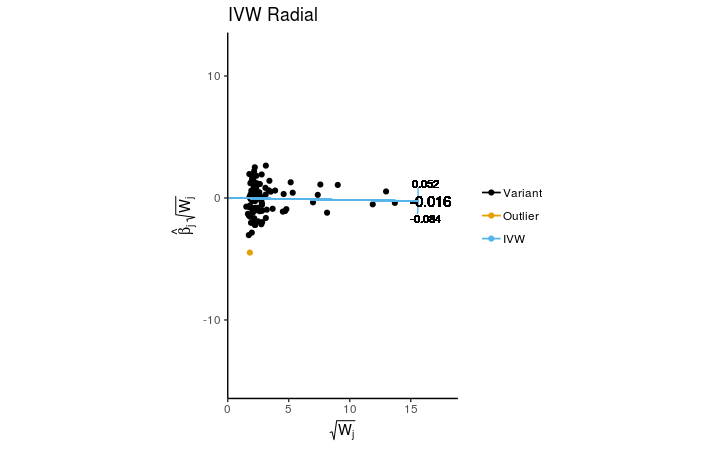 IVW Radial
10
0
-10
β̂j√Wj
0.052
-0.016
-0.084
Variant
Outlier
IVW
0 5 10 15
√Wj